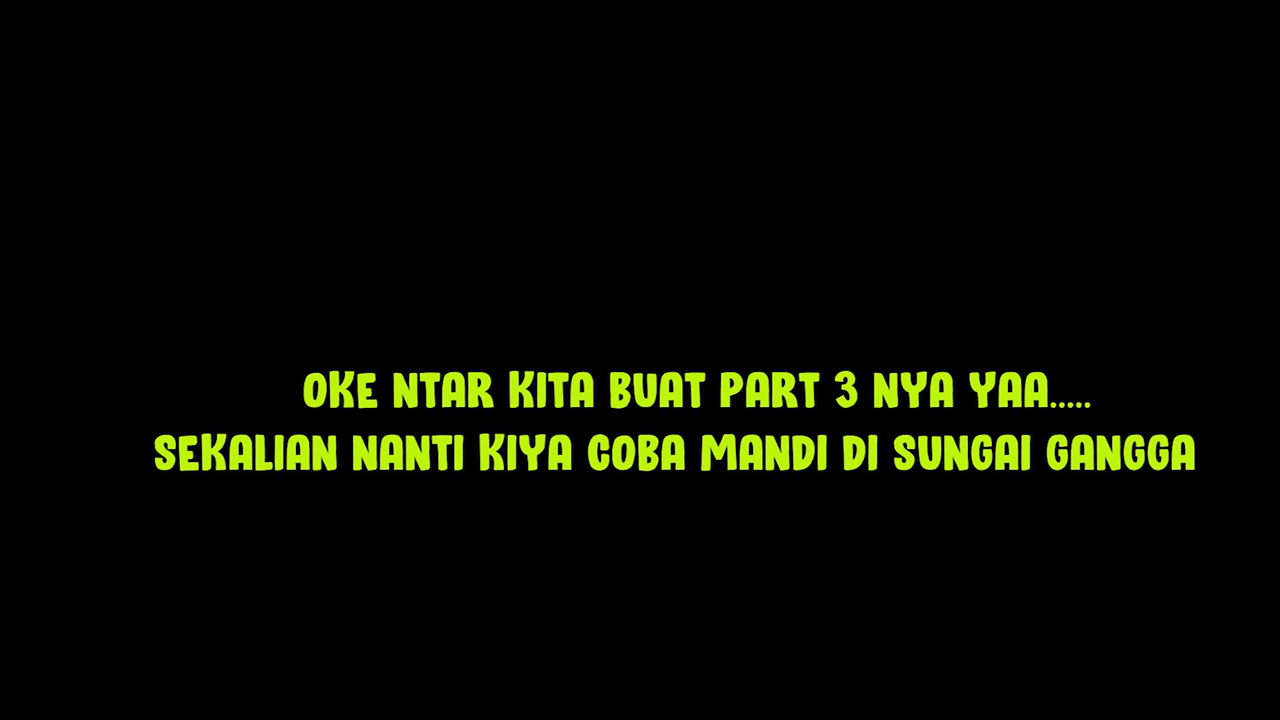 OKE NTAR KITA BUAT PART 3 NYA YAA.....
SEKALIAN NANTI KIYA COBA MANDI DI SUNGAI GANGGA